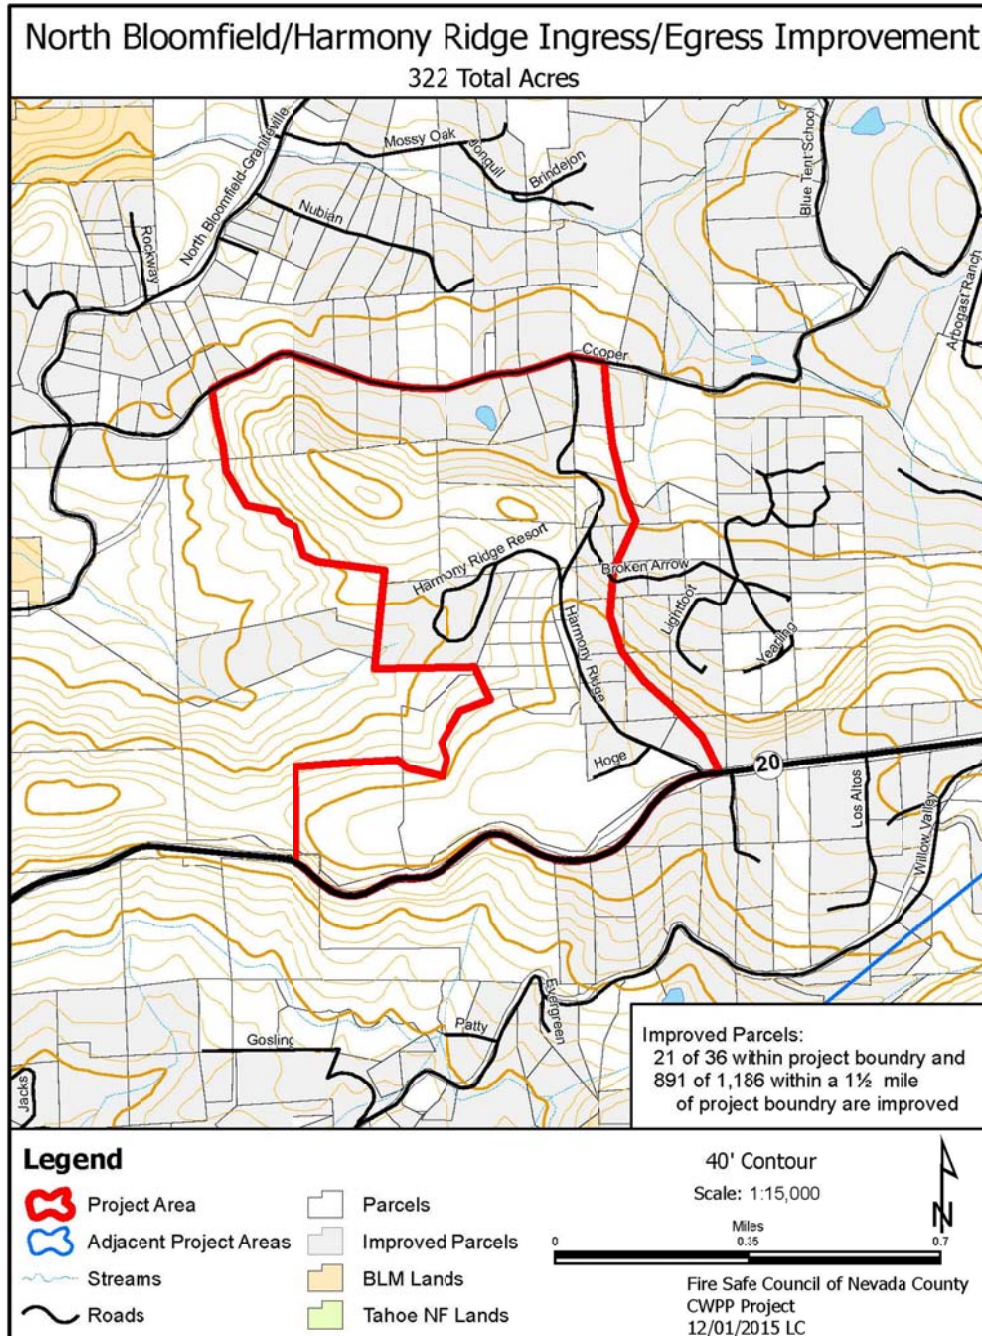 North Bloomfield/Harmony Ridge Ingress/Egress Improvement
322 Total Acres
Mossy Oak
Jonquil
Brindejon
North Bloomfield-Graniteville
Nubian
Rockway
Blue Tent School
Arbogast Ranch
Cooper
Harmony Ridge Resort
Broken Arrow
Lightfoot
Yearling
Harmony Ridge
Hoge
20
Los Altos
Willow Valley
Evergreen
Patty
Gosling
Jacks
Improved Parcels:
21 of 36 within project boundry and
891 of 1,186 within a 1½ mile
of project boundry are improved
Legend
Project Area
Adjacent Project Areas
Streams
Roads
Parcels
Improved Parcels
BLM Lands
Tahoe NF Lands
40' Contour
Scale: 1:15,000
Miles
0 0.35 0.7
N
Fire Safe Council of Nevada County
CWPP Project
12/01/2015 LC